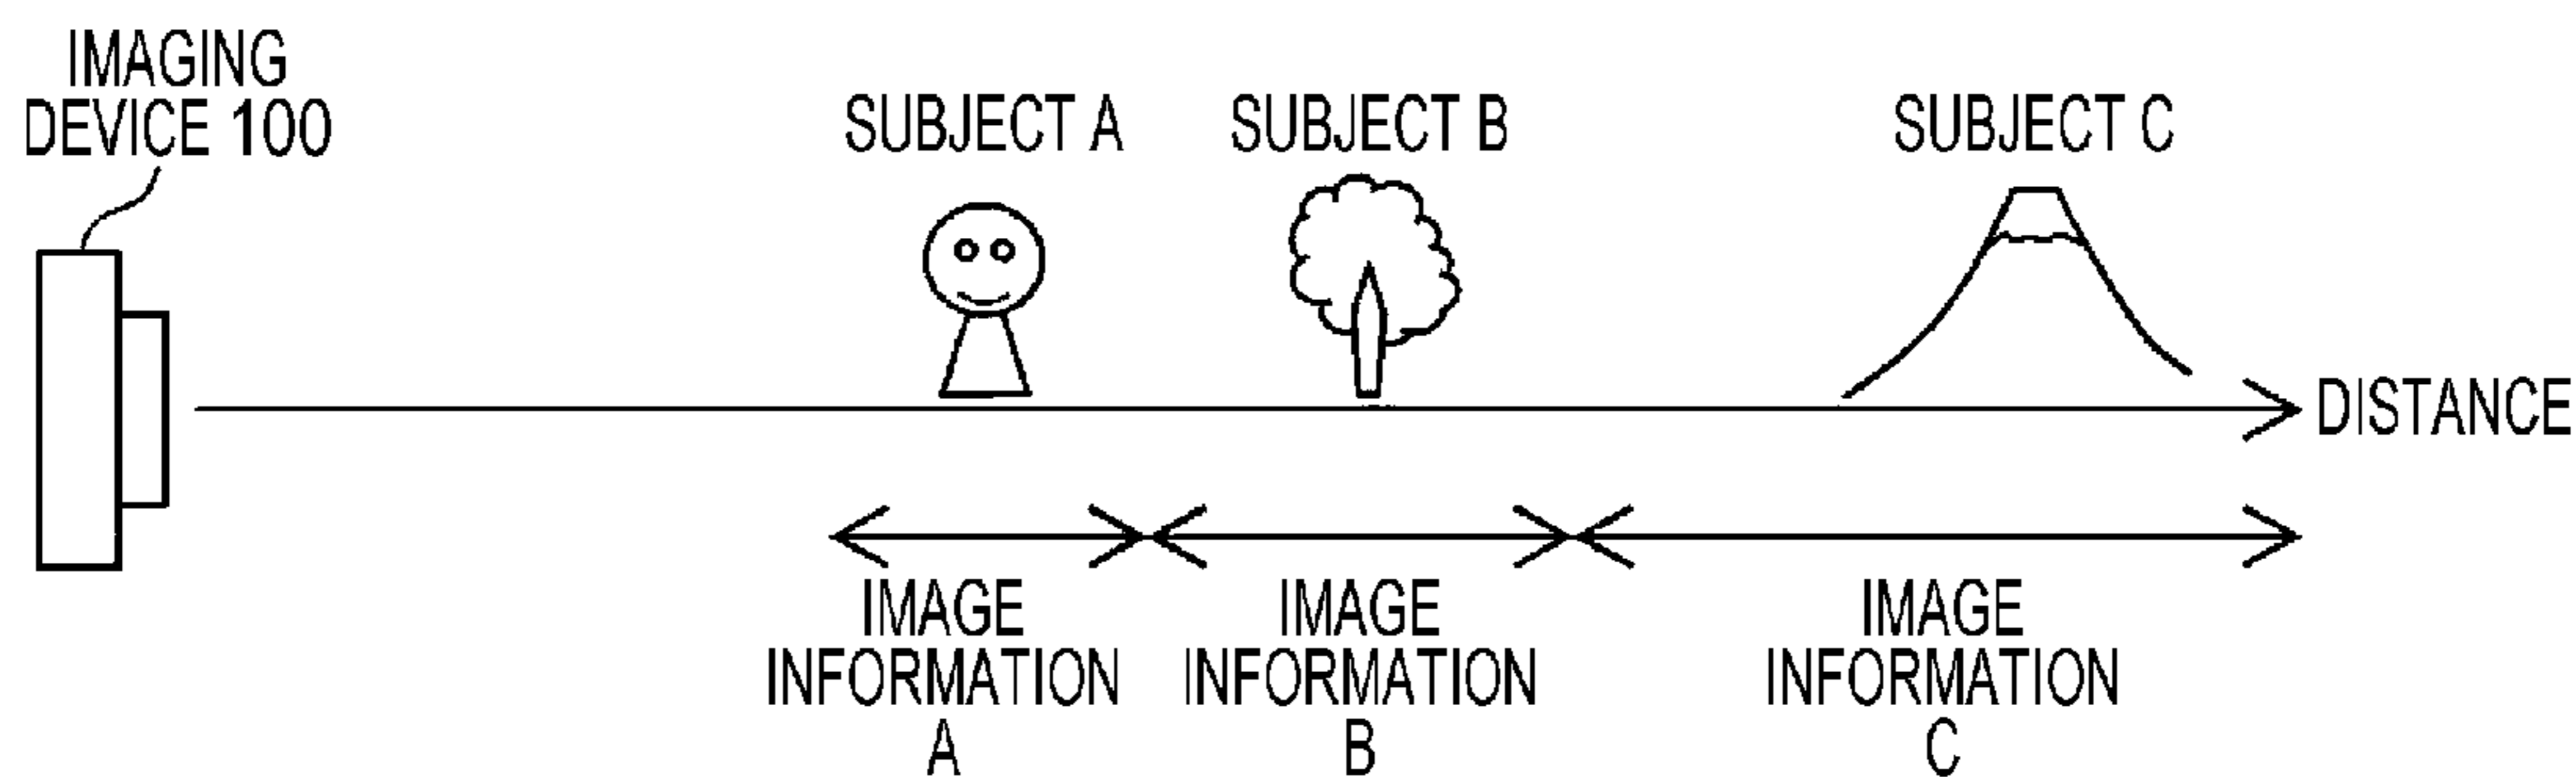 IMAGING
DEVICE 100
SUBJECT A
SUBJECT B
SUBJECT C
DISTANCE
IMAGE
INFORMATION
A
IMAGE
INFORMATION
B
IMAGE
INFORMATION
C